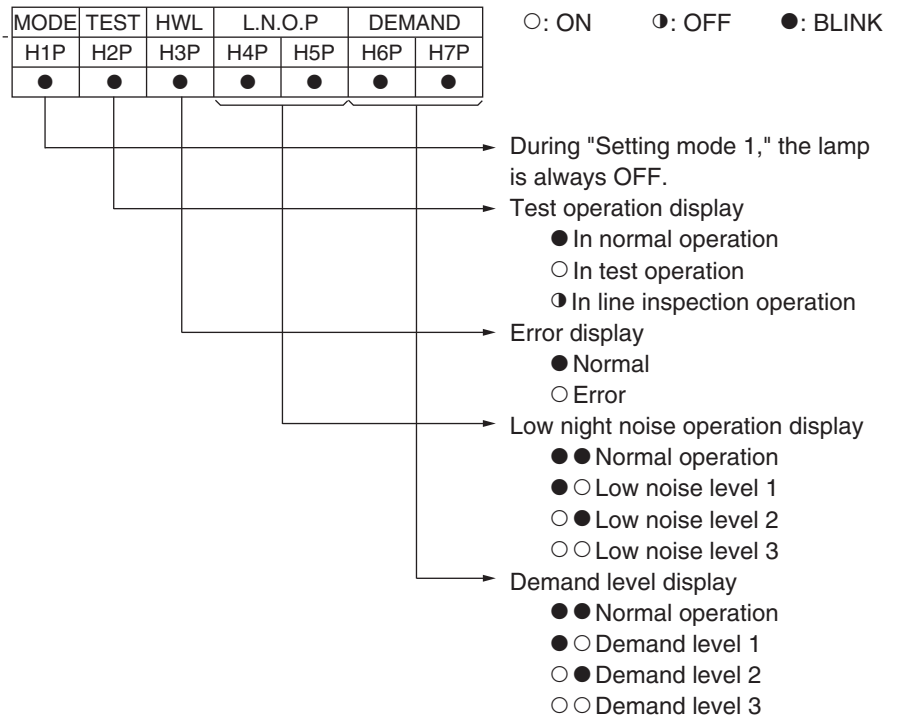 MODE TEST HWL L.N.O.P DEMAND ○: ON ◑: OFF ●: BLINK
H1P H2P H3P H4P H5P H6P H7P
● ● ● ● ● ● ●
During "Setting mode 1," the lamp
is always OFF.
Test operation display
● In normal operation
○ In test operation
◑ In line inspection operation
Error display
● Normal
○ Error
Low night noise operation display
● ● Normal operation
● ○ Low noise level 1
○ ● Low noise level 2
○ ○ Low noise level 3
Demand level display
● ● Normal operation
● ○ Demand level 1
○ ● Demand level 2
○ ○ Demand level 3